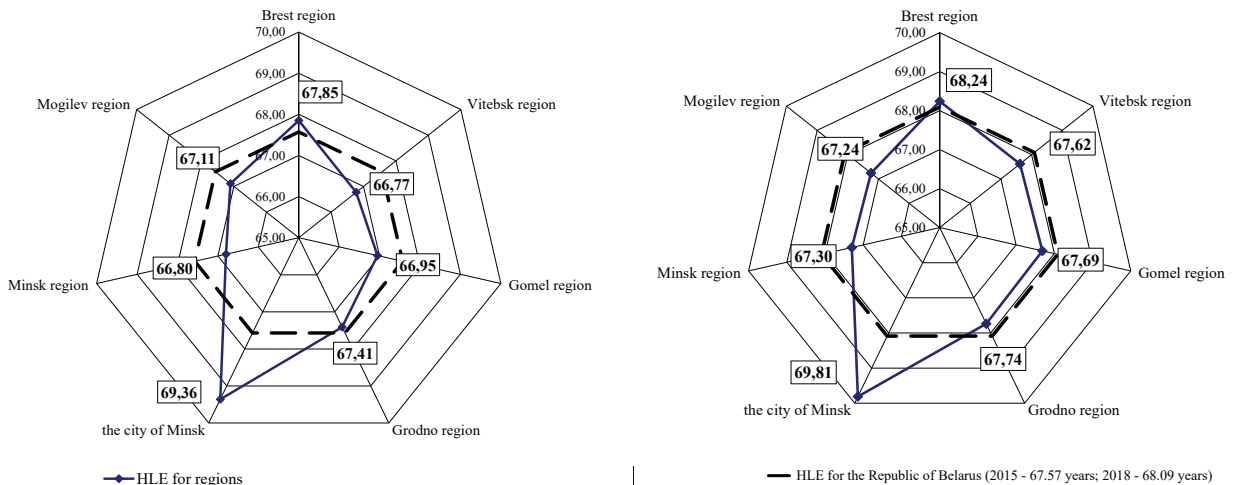 Brest region
70,00
69,00
67,85
68,00
67,00
66,00
65,00
Mogilev region
Vitebsk region
67,11
66,77
66,80
66,95
Minsk region
Gomel region
67,41
69,36
the city of Minsk
Grodno region
HLE for regions
Brest region
70,00
69,00
68,24
68,00
67,00
66,00
65,00
Mogilev region
Vitebsk region
67,24
67,62
67,30
67,69
Minsk region
Gomel region
67,74
69,81
the city of Minsk
Grodno region
HLE for the Republic of Belarus (2015 - 67.57 years; 2018 - 68.09 years)